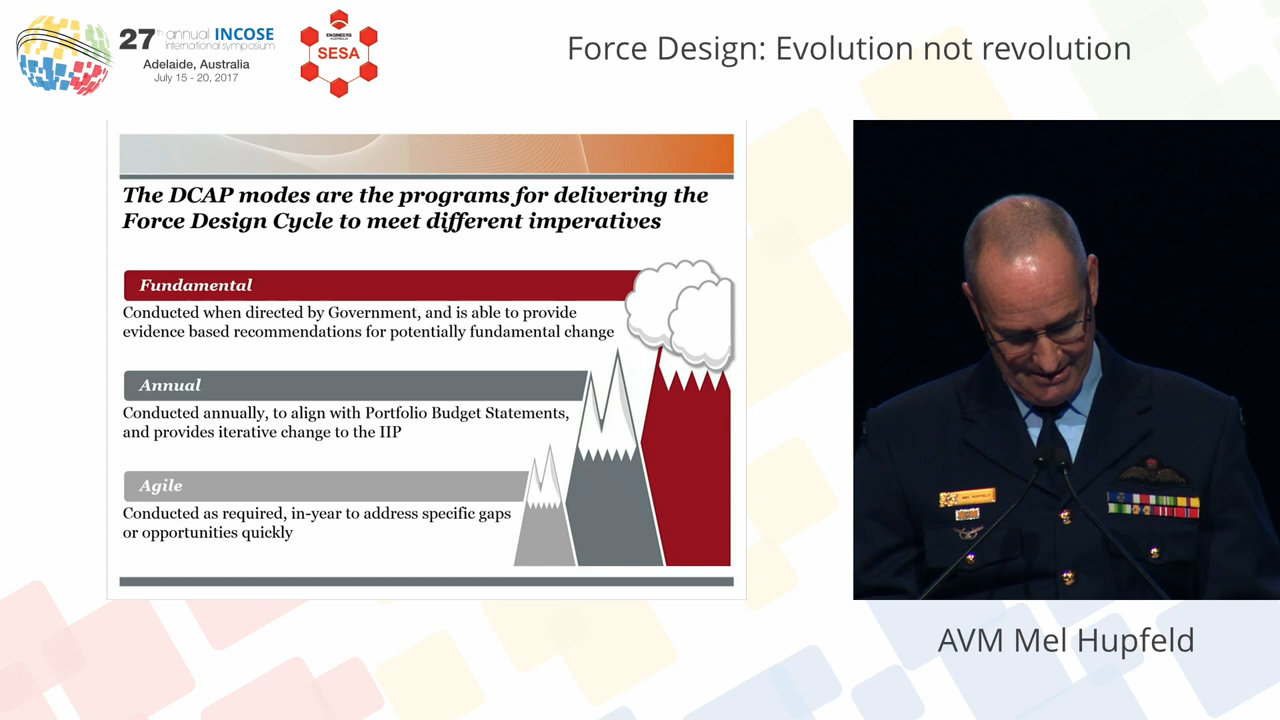 27th annual INCOSE
international symposium
Adelaide, Australia
July 15 - 20, 2017
ENGINEERS
AUSTRALIA
SESA
Force Design: Evolution not revolution
The DCAP modes are the programs for delivering the
Force Design Cycle to meet different imperatives
Fundamental
Conducted when directed by Government, and is able to provide
evidence based recommendations for potentially fundamental change
Annual
Conducted annually, to align with Portfolio Budget Statements,
and provides iterative change to the IIP
Agile
Conducted as required, in-year to address specific gaps
or opportunities quickly
MEL HUPFELD
AVM Mel Hupfeld